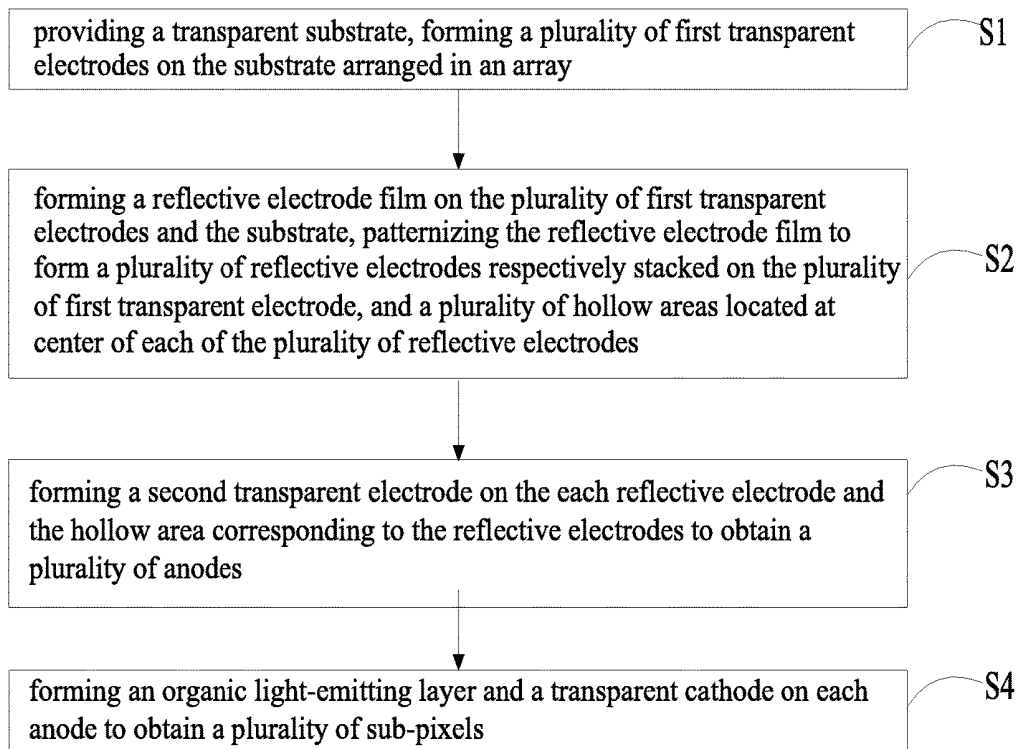 providing a transparent substrate, forming a plurality of first transparent
electrodes on the substrate arranged in an array
S1
forming a reflective electrode film on the plurality of first transparent
electrodes and the substrate, patternizing the reflective electrode film to
form a plurality of reflective electrodes respectively stacked on the plurality
of first transparent electrode, and a plurality of hollow areas located at
center of each of the plurality of reflective electrodes
S2
forming a second transparent electrode on the each reflective electrode and
the hollow area corresponding to the reflective electrodes to obtain a
plurality of anodes
S3
forming an organic light-emitting layer and a transparent cathode on each
anode to obtain a plurality of sub-pixels
S4